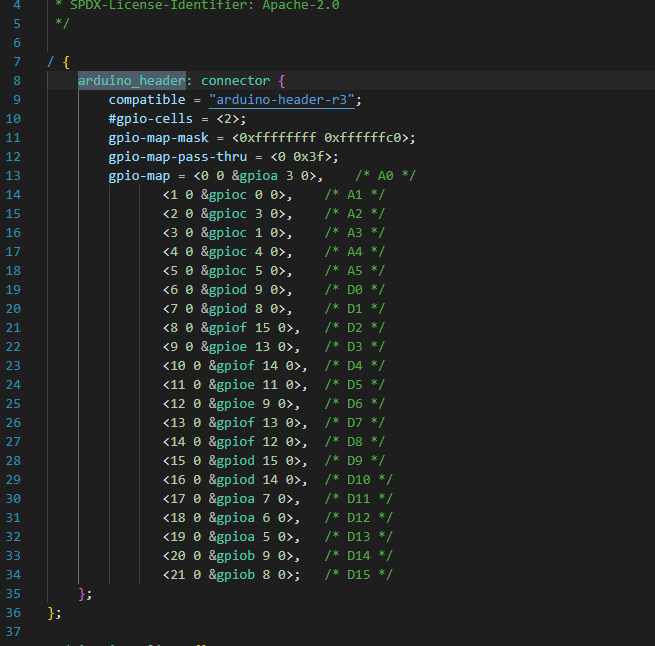 4 * SPDX-License-Identifier: Apache-2.0
5 */
6
7 / {
8 arduino_header: connector {
9 compatible = "arduino-header-r3";
10 #gpio-cells = <2>;
11 gpio-map-mask = <0xffffffff 0xffffffc0>;
12 gpio-map-pass-thru = <0 0x3f>;
13 gpio-map = <0 0 &gpioa 3 0>, /* A0 */
14 <1 0 &gpioc 0 0>, /* A1 */
15 <2 0 &gpioc 3 0>, /* A2 */
16 <3 0 &gpioc 1 0>, /* A3 */
17 <4 0 &gpioc 4 0>, /* A4 */
18 <5 0 &gpioc 5 0>, /* A5 */
19 <6 0 &gpiod 9 0>, /* D0 */
20 <7 0 &gpiod 8 0>, /* D1 */
21 <8 0 &gpiof 15 0>, /* D2 */
22 <9 0 &gpioe 13 0>, /* D3 */
23 <10 0 &gpiof 14 0>, /* D4 */
24 <11 0 &gpioe 11 0>, /* D5 */
25 <12 0 &gpioe 9 0>, /* D6 */
26 <13 0 &gpiof 13 0>, /* D7 */
27 <14 0 &gpiof 12 0>, /* D8 */
28 <15 0 &gpiod 15 0>, /* D9 */
29 <16 0 &gpiod 14 0>, /* D10 */
30 <17 0 &gpioa 7 0>, /* D11 */
31 <18 0 &gpioa 6 0>, /* D12 */
32 <19 0 &gpioa 5 0>, /* D13 */
33 <20 0 &gpiob 9 0>, /* D14 */
34 <21 0 &gpiob 8 0>; /* D15 */
35 };
36 };
37